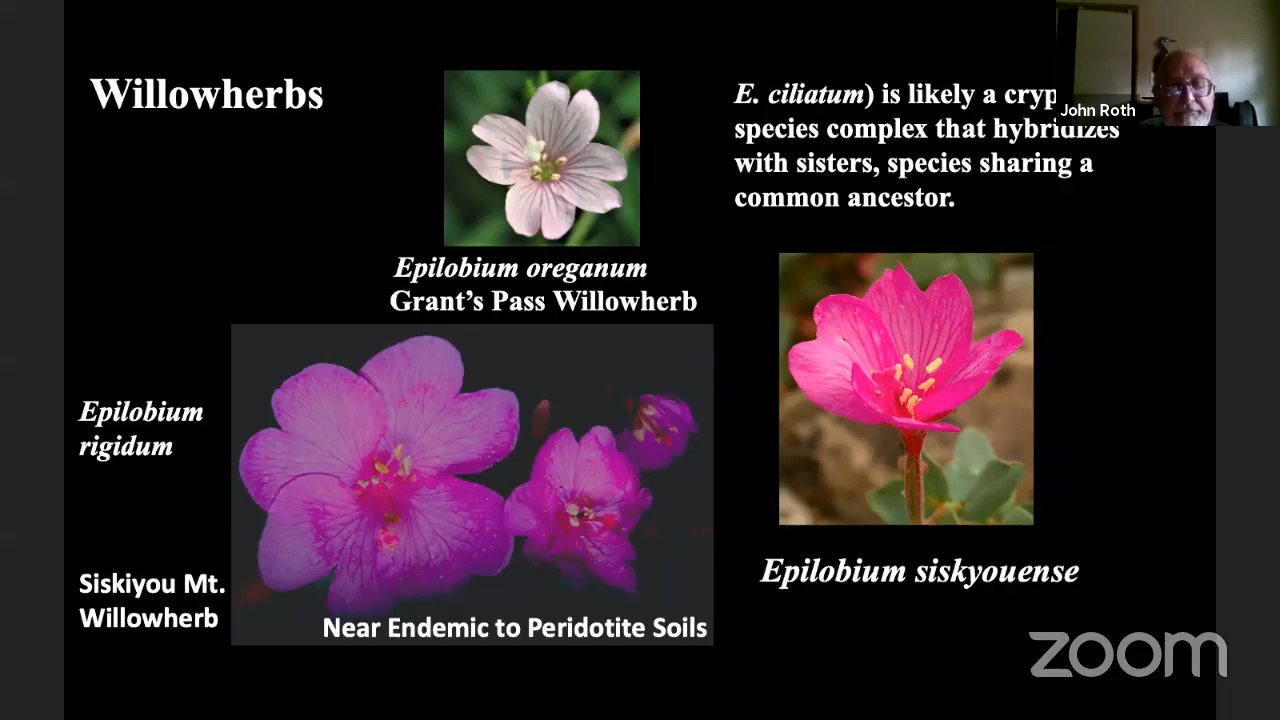 Willowherbs
E. ciliatum) is likely a
species complex that hybridizes
with sisters, species sharing a
common ancestor.
John Roth
Epilobium oreganum
Grant’s Pass Willowherb
Epilobium
rigidum
Siskiyou Mt.
Willowherb
Near Endemic to Peridotite Soils
Epilobium siskyouense
zoom